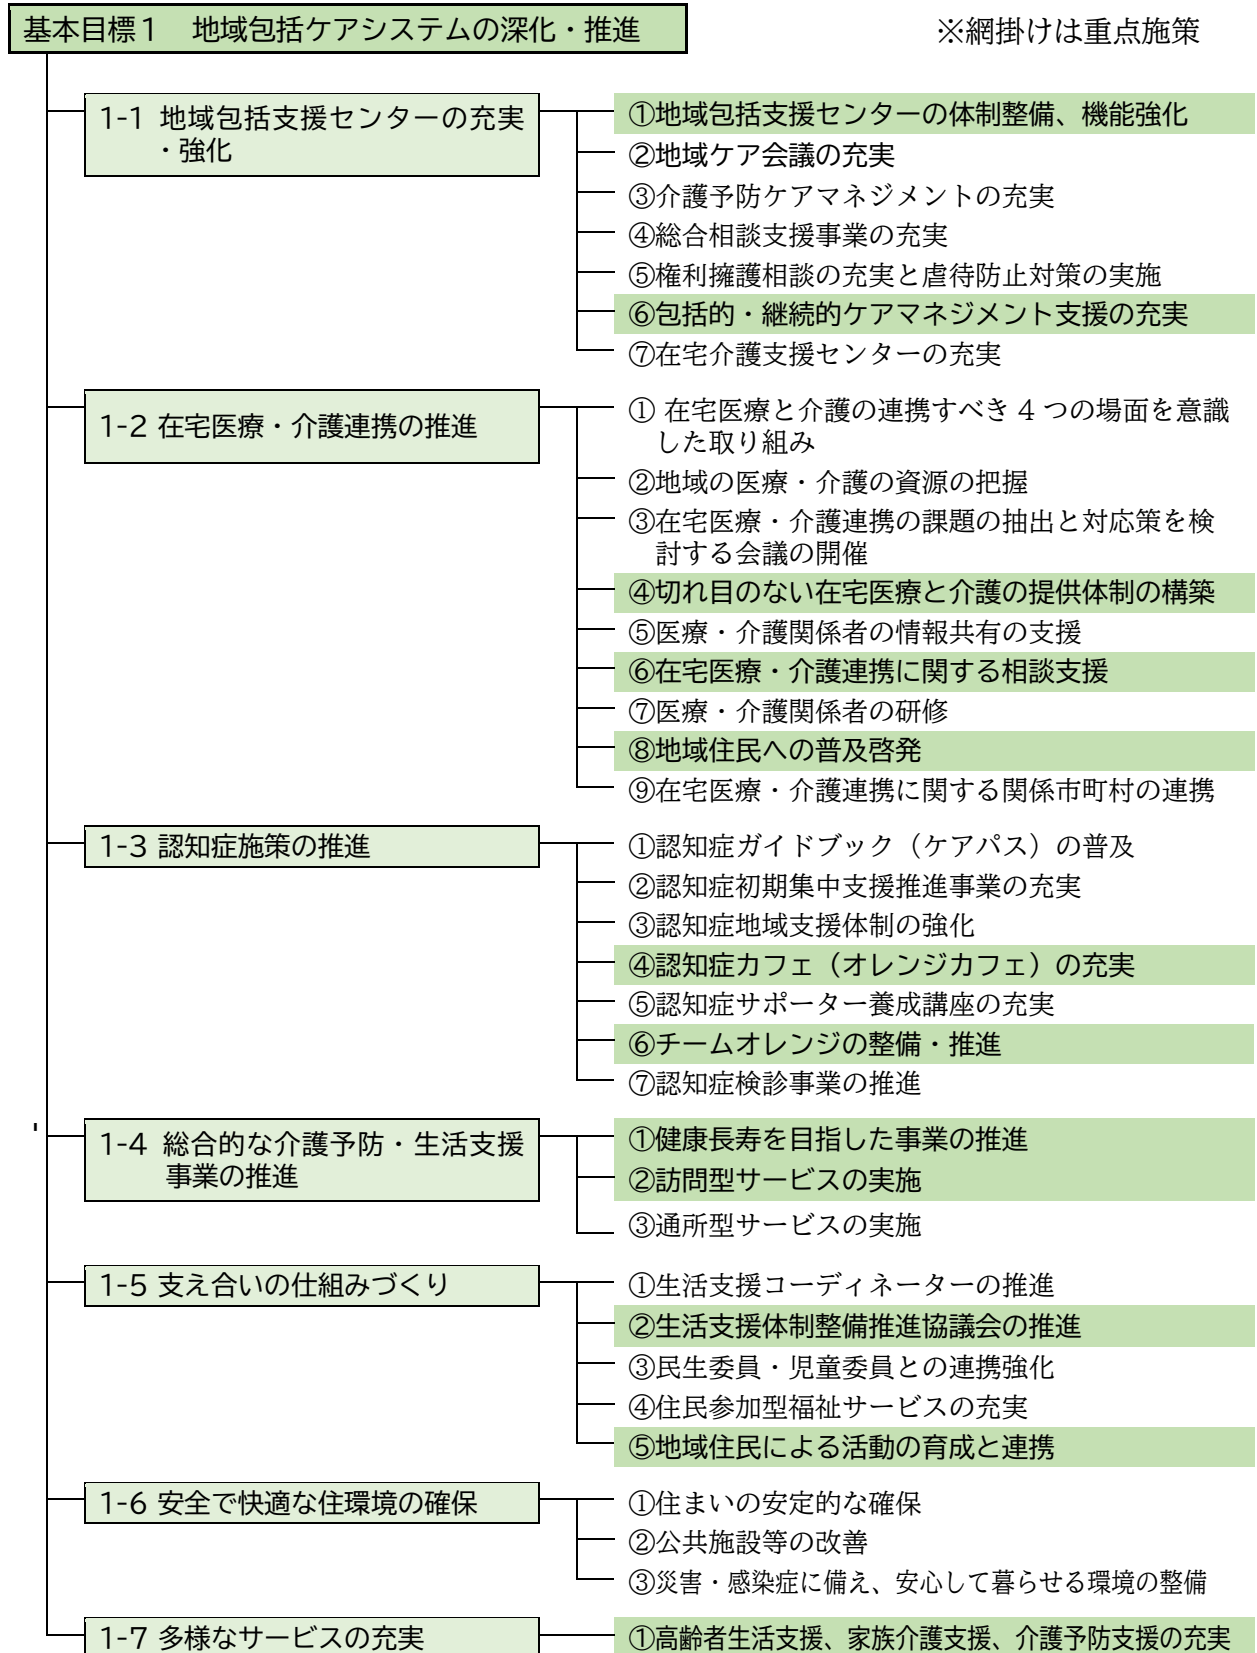 基本目標１　地域包括ケアシステムの深化・推進
※網掛けは重点施策
1-1 地域包括支援センターの充実
・強化
①地域包括支援センターの体制整備、機能強化
②地域ケア会議の充実
③介護予防ケアマネジメントの充実
④総合相談支援事業の充実
⑤権利擁護相談の充実と虐待防止対策の実施
⑥包括的・継続的ケアマネジメント支援の充実
⑦在宅介護支援センターの充実
1-2 在宅医療・介護連携の推進
① 在宅医療と介護の連携すべき 4 つの場面を意識
した取り組み
②地域の医療・介護の資源の把握
③在宅医療・介護連携の課題の抽出と対応策を検
討する会議の開催
④切れ目のない在宅医療と介護の提供体制の構築
⑤医療・介護関係者の情報共有の支援
⑥在宅医療・介護連携に関する相談支援
⑦医療・介護関係者の研修
⑧地域住民への普及啓発
⑨在宅医療・介護連携に関する関係市町村の連携
1-3 認知症施策の推進
①認知症ガイドブック（ケアパス）の普及
②認知症初期集中支援推進事業の充実
③認知症地域支援体制の強化
④認知症カフェ（オレンジカフェ）の充実
⑤認知症サポーター養成講座の充実
⑥チームオレンジの整備・推進
⑦認知症検診事業の推進
1-4 総合的な介護予防・生活支援
事業の推進
①健康長寿を目指した事業の推進
②訪問型サービスの実施
③通所型サービスの実施
1-5 支え合いの仕組みづくり
①生活支援コーディネーターの推進
②生活支援体制整備推進協議会の推進
③民生委員・児童委員との連携強化
④住民参加型福祉サービスの充実
⑤地域住民による活動の育成と連携
1-6 安全で快適な住環境の確保
①住まいの安定的な確保
②公共施設等の改善
③災害・感染症に備え、安心して暮らせる環境の整備
1-7 多様なサービスの充実
①高齢者生活支援、家族介護支援、介護予防支援の充実